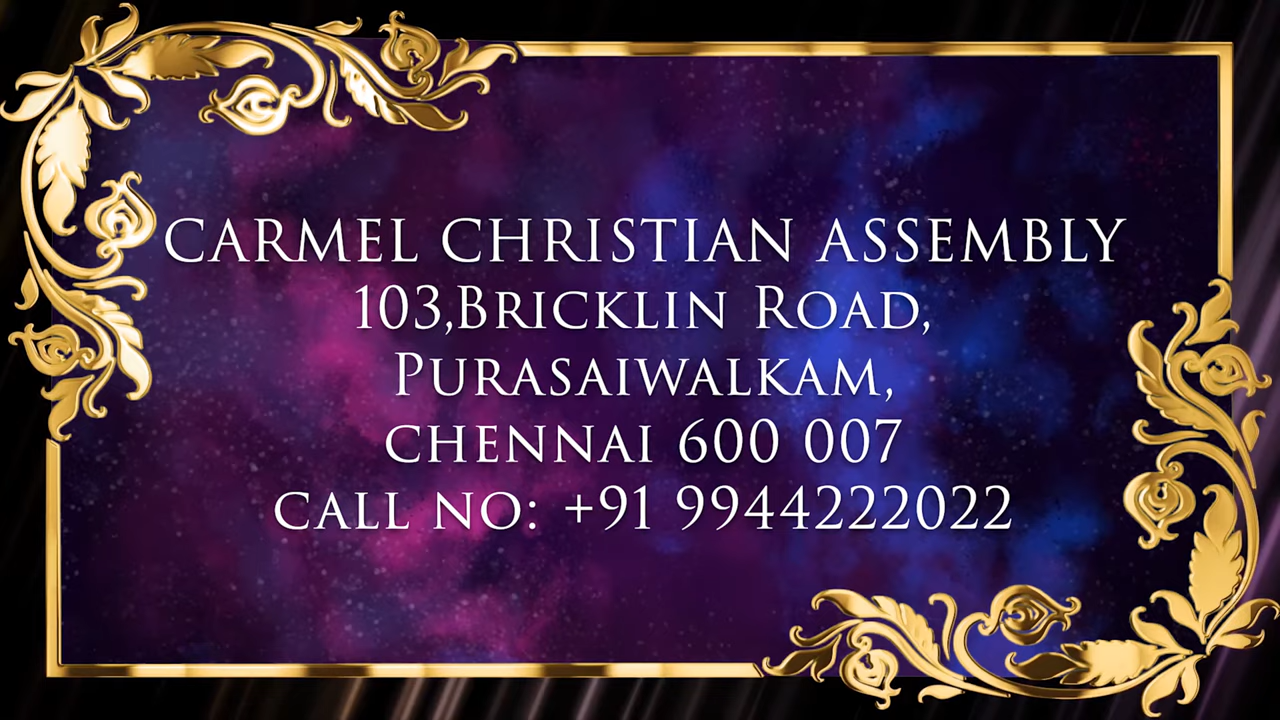 CARMEL CHRISTIAN ASSEMBLY
103,Bricklin Road,
Purasaiwalkam,
chennai 600 007
call no: +91 9944222022